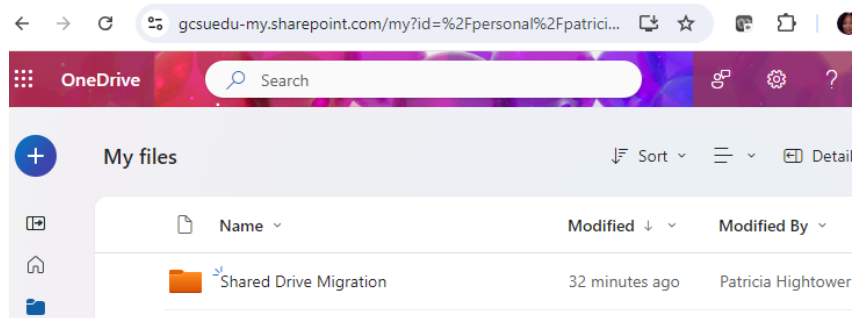 gcsuedu-my.sharepoint.com/my?id=%2Fpersonal%2Fpatrici...
OneDrive Search ?
My files Sort Detail
Name Modified Modified By
Shared Drive Migration 32 minutes ago Patricia Hightower